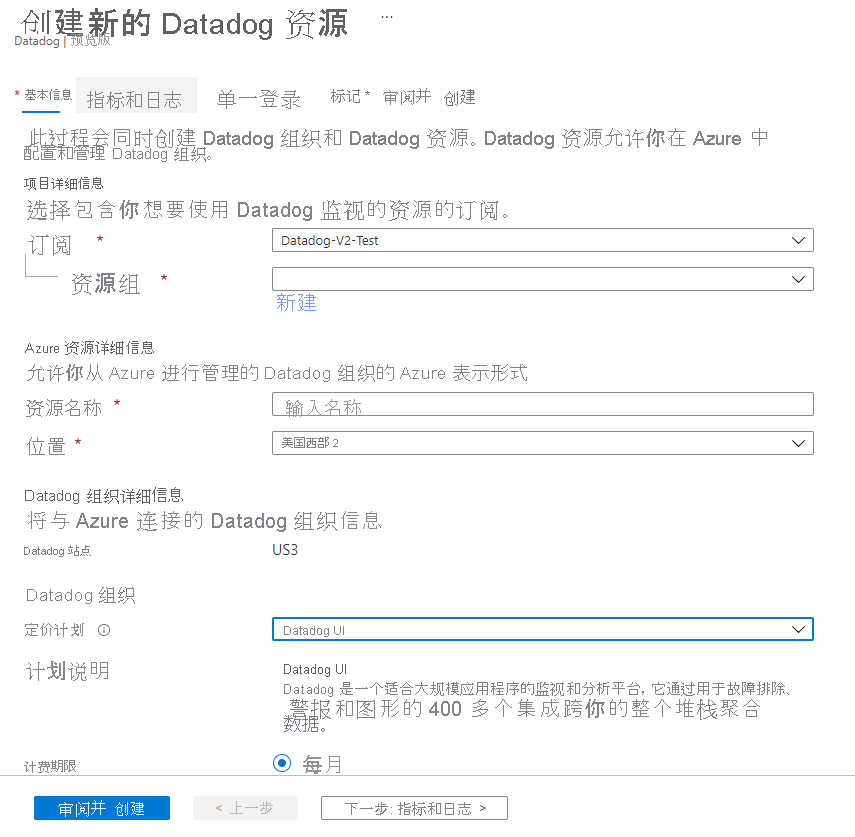 创建新的 Datadog 资源 ...
Datadog | 预览版
* 基本信息 指标和日志 单一登录 标记 * 审阅并 创建
此过程会同时创建 Datadog 组织和 Datadog 资源。Datadog 资源允许你在 Azure 中
配置和管理 Datadog 组织。
项目详细信息
选择包含你想要使用 Datadog 监视的资源的订阅。
订阅 * Datadog-V2-Test
资源组 *
新建
Azure 资源详细信息
允许你从 Azure 进行管理的 Datadog 组织的 Azure 表示形式
资源名称 * 输入名称
位置 * 美国西部 2
Datadog 组织详细信息
将与 Azure 连接的 Datadog 组织信息
Datadog 站点 US3
Datadog 组织
定价计划 Datadog UI
计划说明 Datadog UI
Datadog 是一个适合大规模应用程序的监视和分析平台, 它通过用于故障排除、
警报和图形的 400 多个集成跨你的整个堆栈聚合
数据。
计费期限 每月
审阅并 创建 < 上一步 下一步: 指标和日志 >